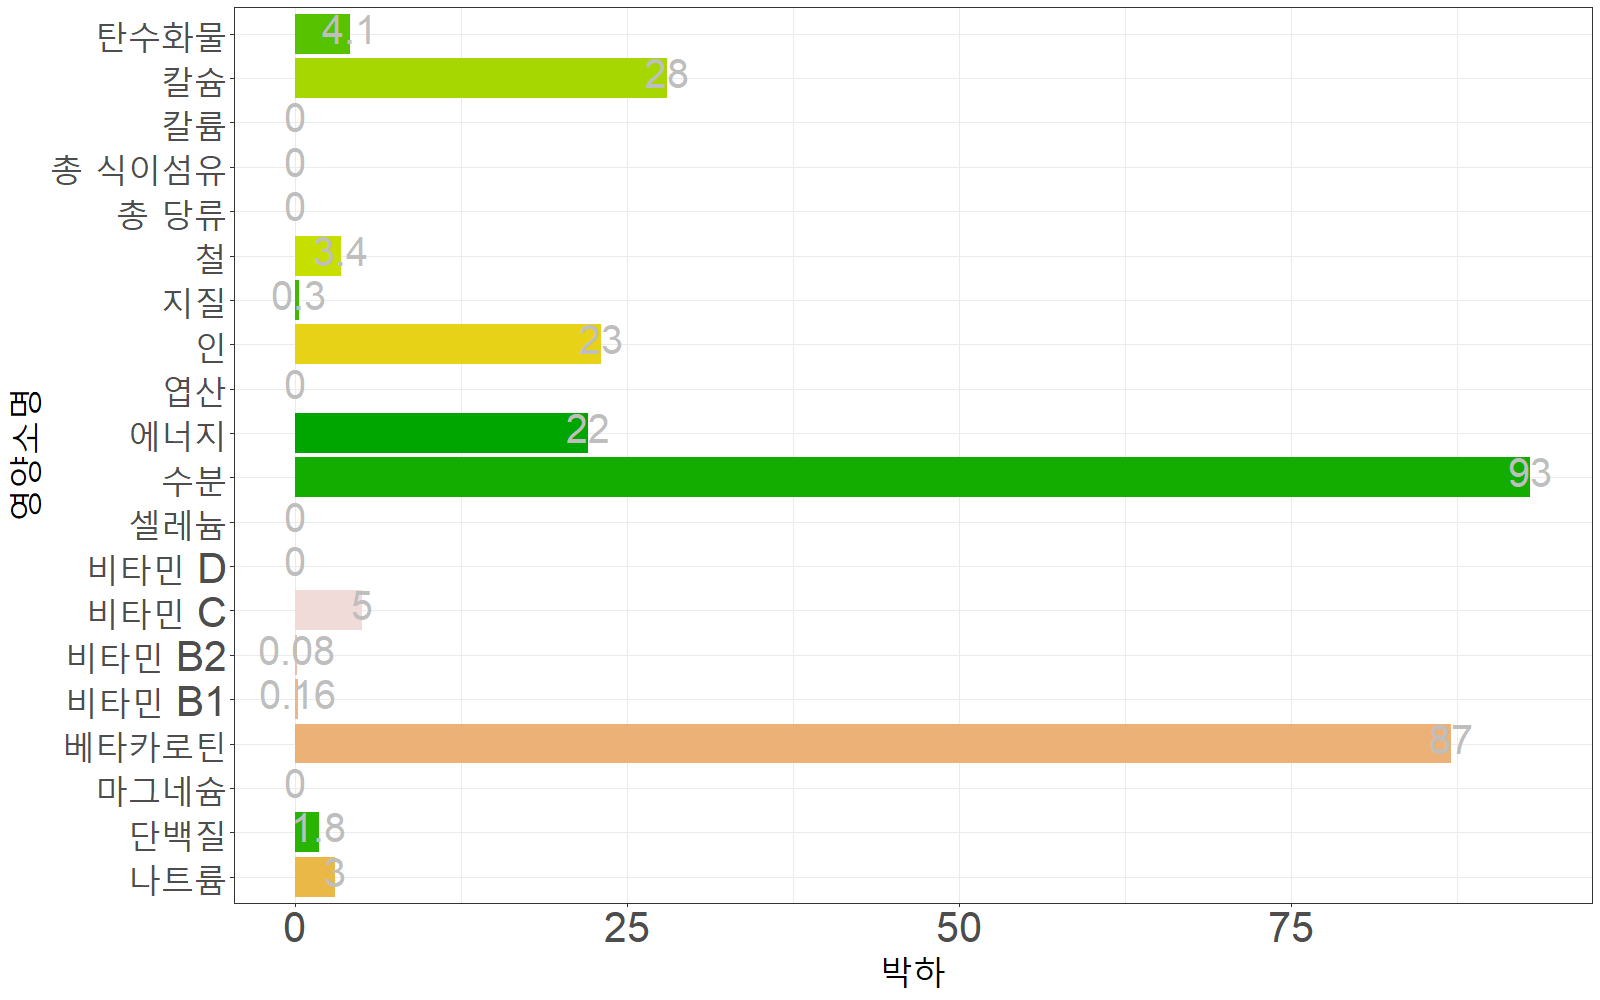 탄수화물 4.1
칼슘 28
칼륨 0
총 식이섬유 0
총 당류 0
철 3.4
지질 0.3
인 23
엽산 0
에너지 22
수분 93
셀레늄 0
비타민 D 0
비타민 C 5
비타민 B2 0.08
비타민 B1 0.16
베타카로틴 87
마그네슘 0
단백질 1.8
나트륨 3
영양소명
0 25 50 75
박하